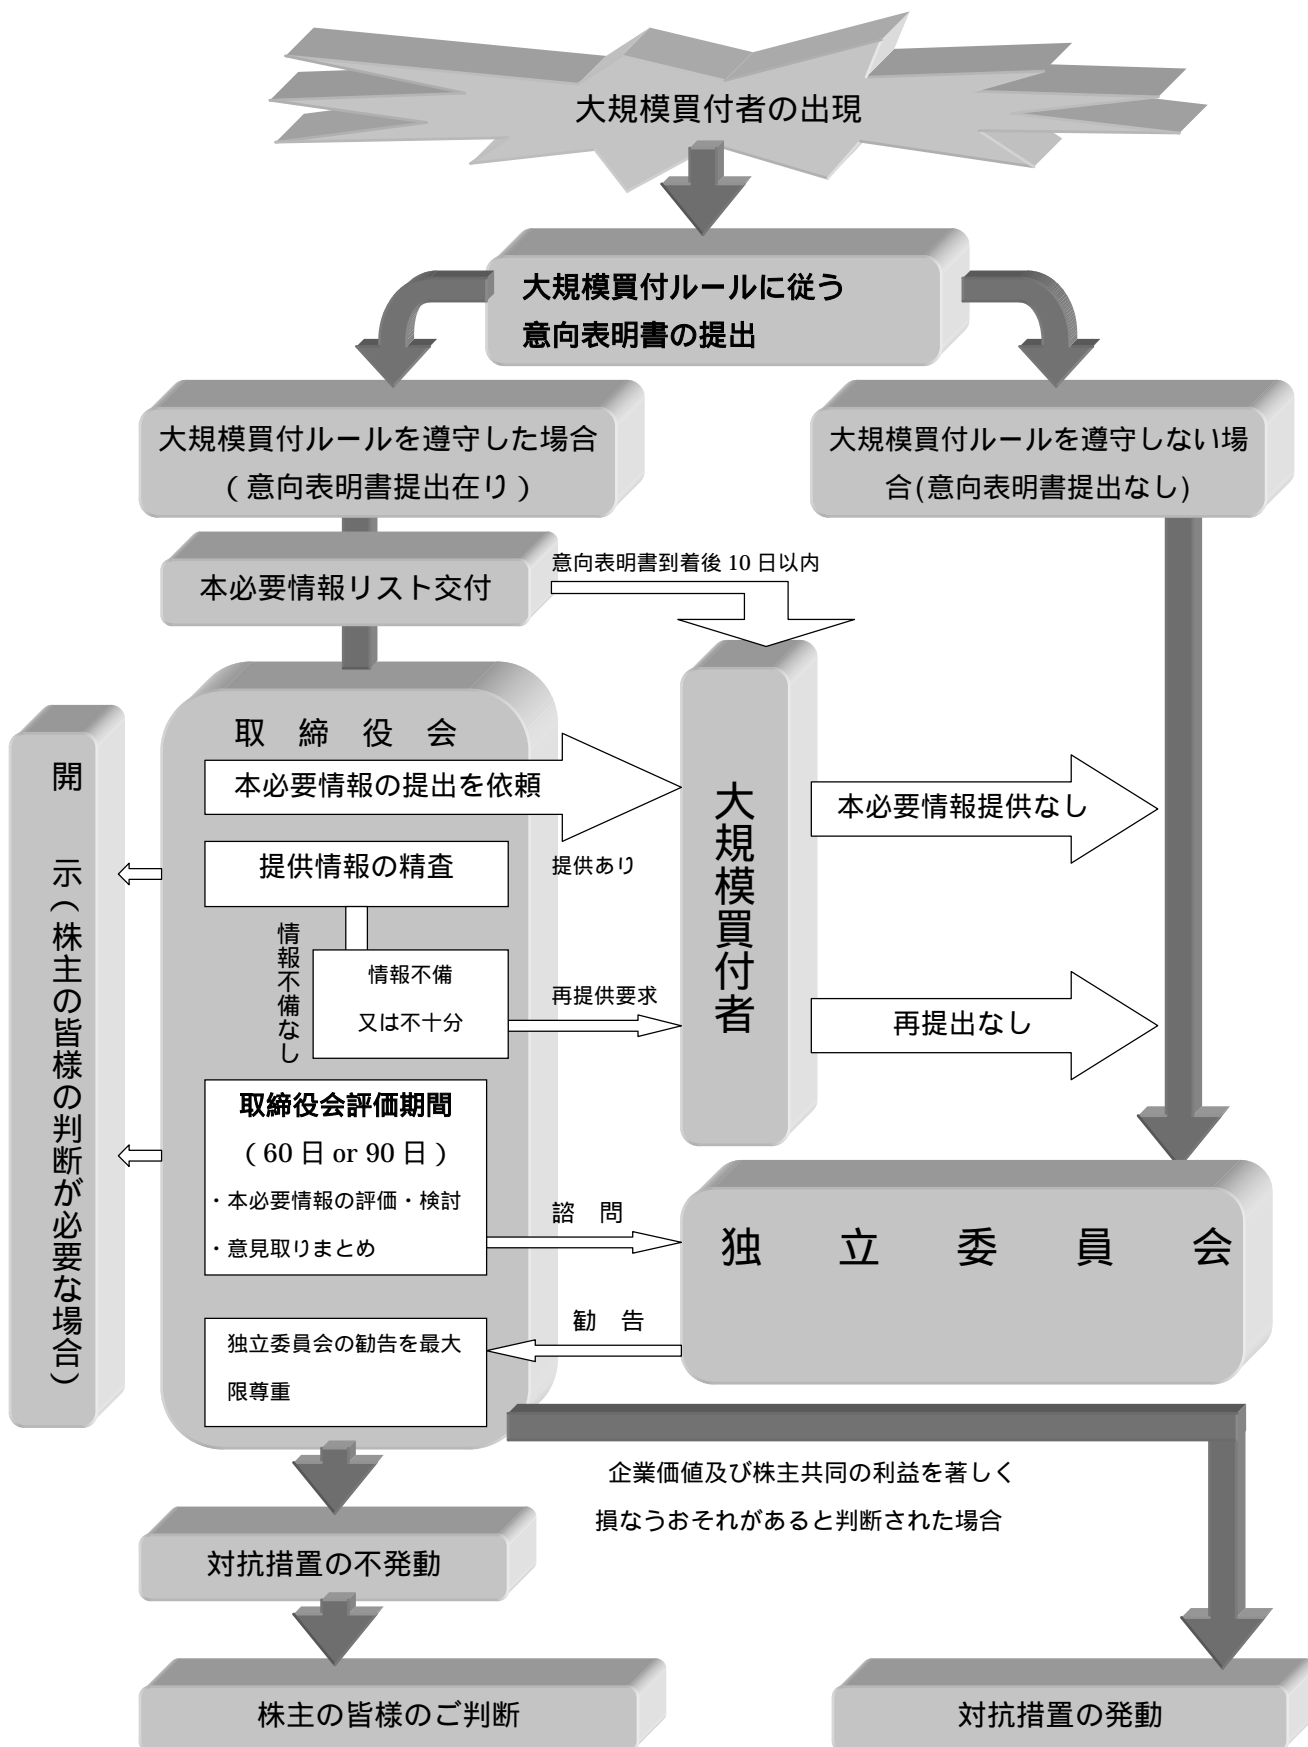 大規模買付者の出現
大規模買付ルールに従う
意向表明書の提出
大規模買付ルールを遵守した場合
（意向表明書提出在り）
大規模買付ルールを遵守しない場
合(意向表明書提出なし)
本必要情報リスト交付
意向表明書到着後 10 日以内
取　締　役　会
本必要情報の提出を依頼
提供情報の精査
提供あり
情報不備なし
情報不備
又は不十分
再提供要求
大規模買付者
本必要情報提供なし
再提出なし
開　示（株主の皆様の判断が必要な場合）
取締役会評価期間
（60 日 or 90 日）
・本必要情報の評価・検討
・意見取りまとめ
諮　問
独　立　委　員　会
勧　告
独立委員会の勧告を最大
限尊重
企業価値及び株主共同の利益を著しく
損なうおそれがあると判断された場合
対抗措置の不発動
株主の皆様のご判断
対抗措置の発動